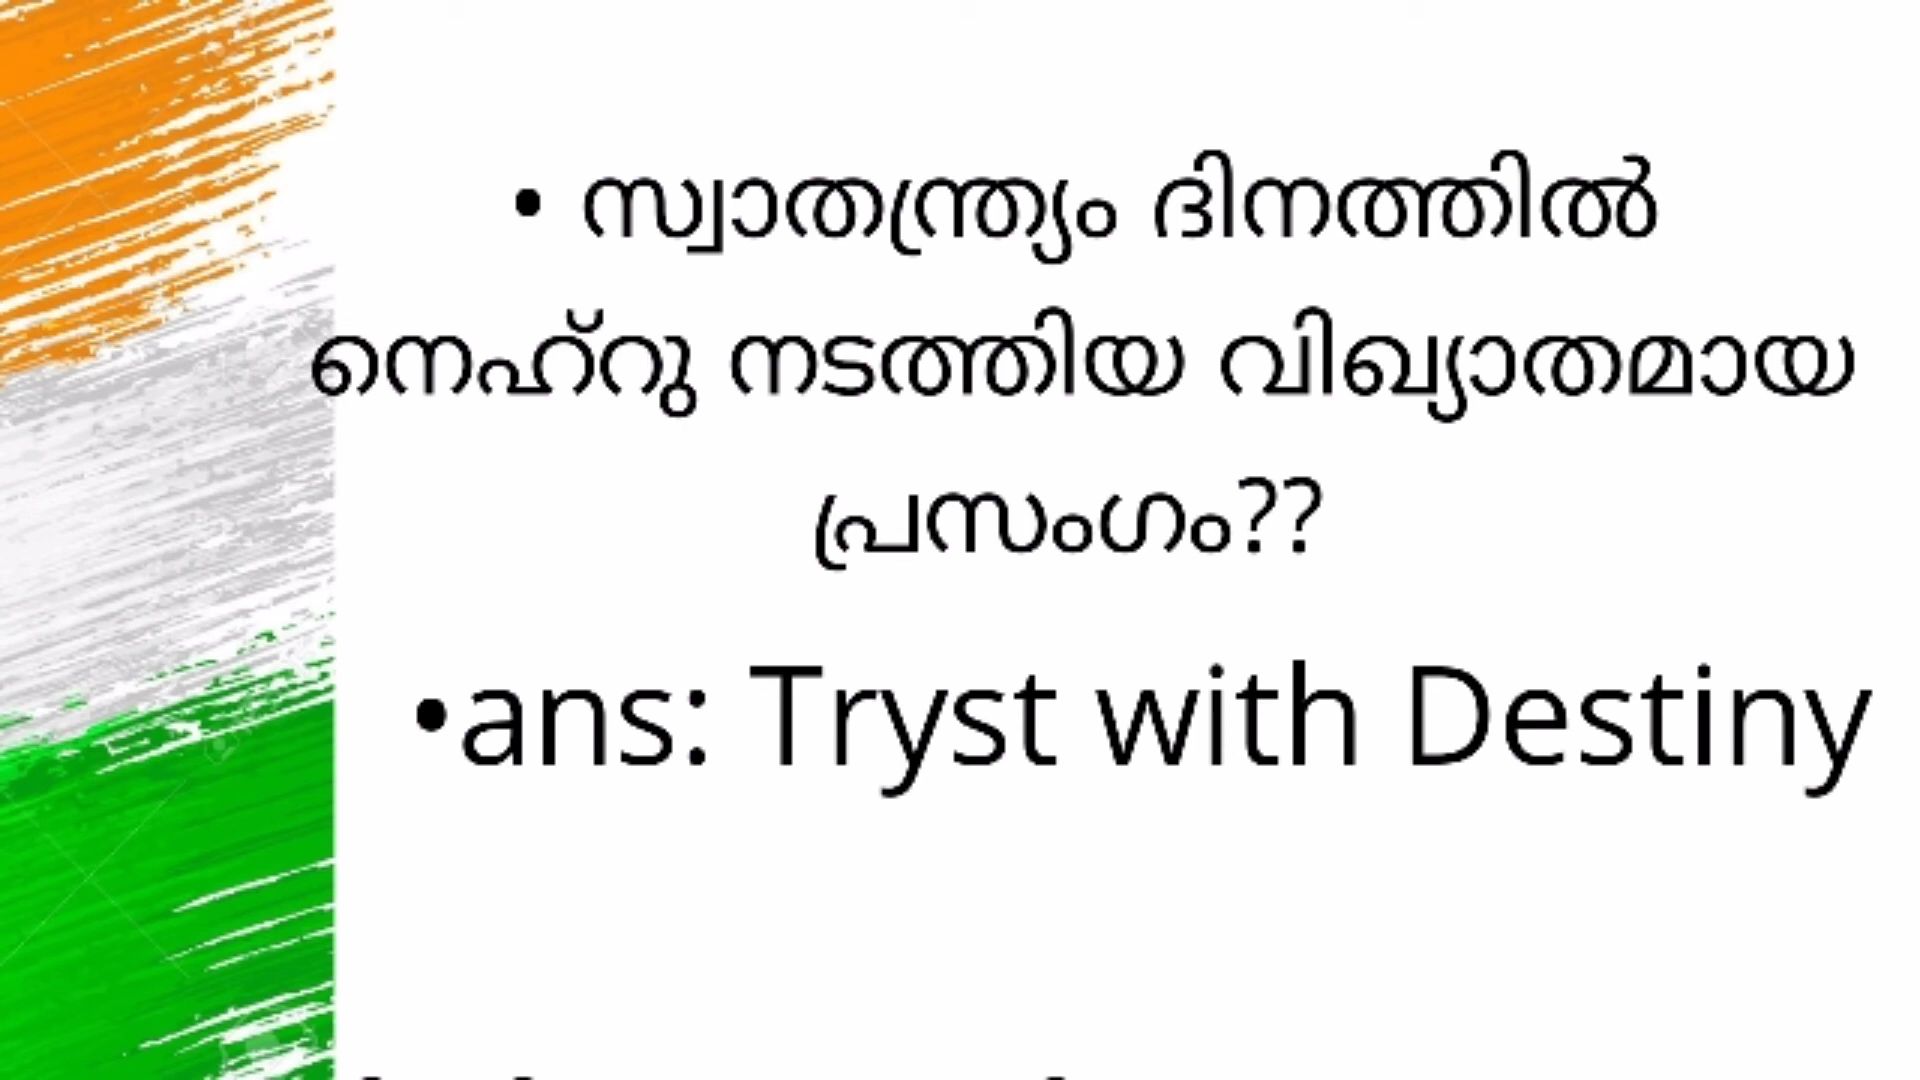 • സ്വാതന്ത്ര്യം ദിനത്തിൽ
നെഹ്റു നടത്തിയ വിഖ്യാതമായ
പ്രസംഗം??
•ans: Tryst with Destiny